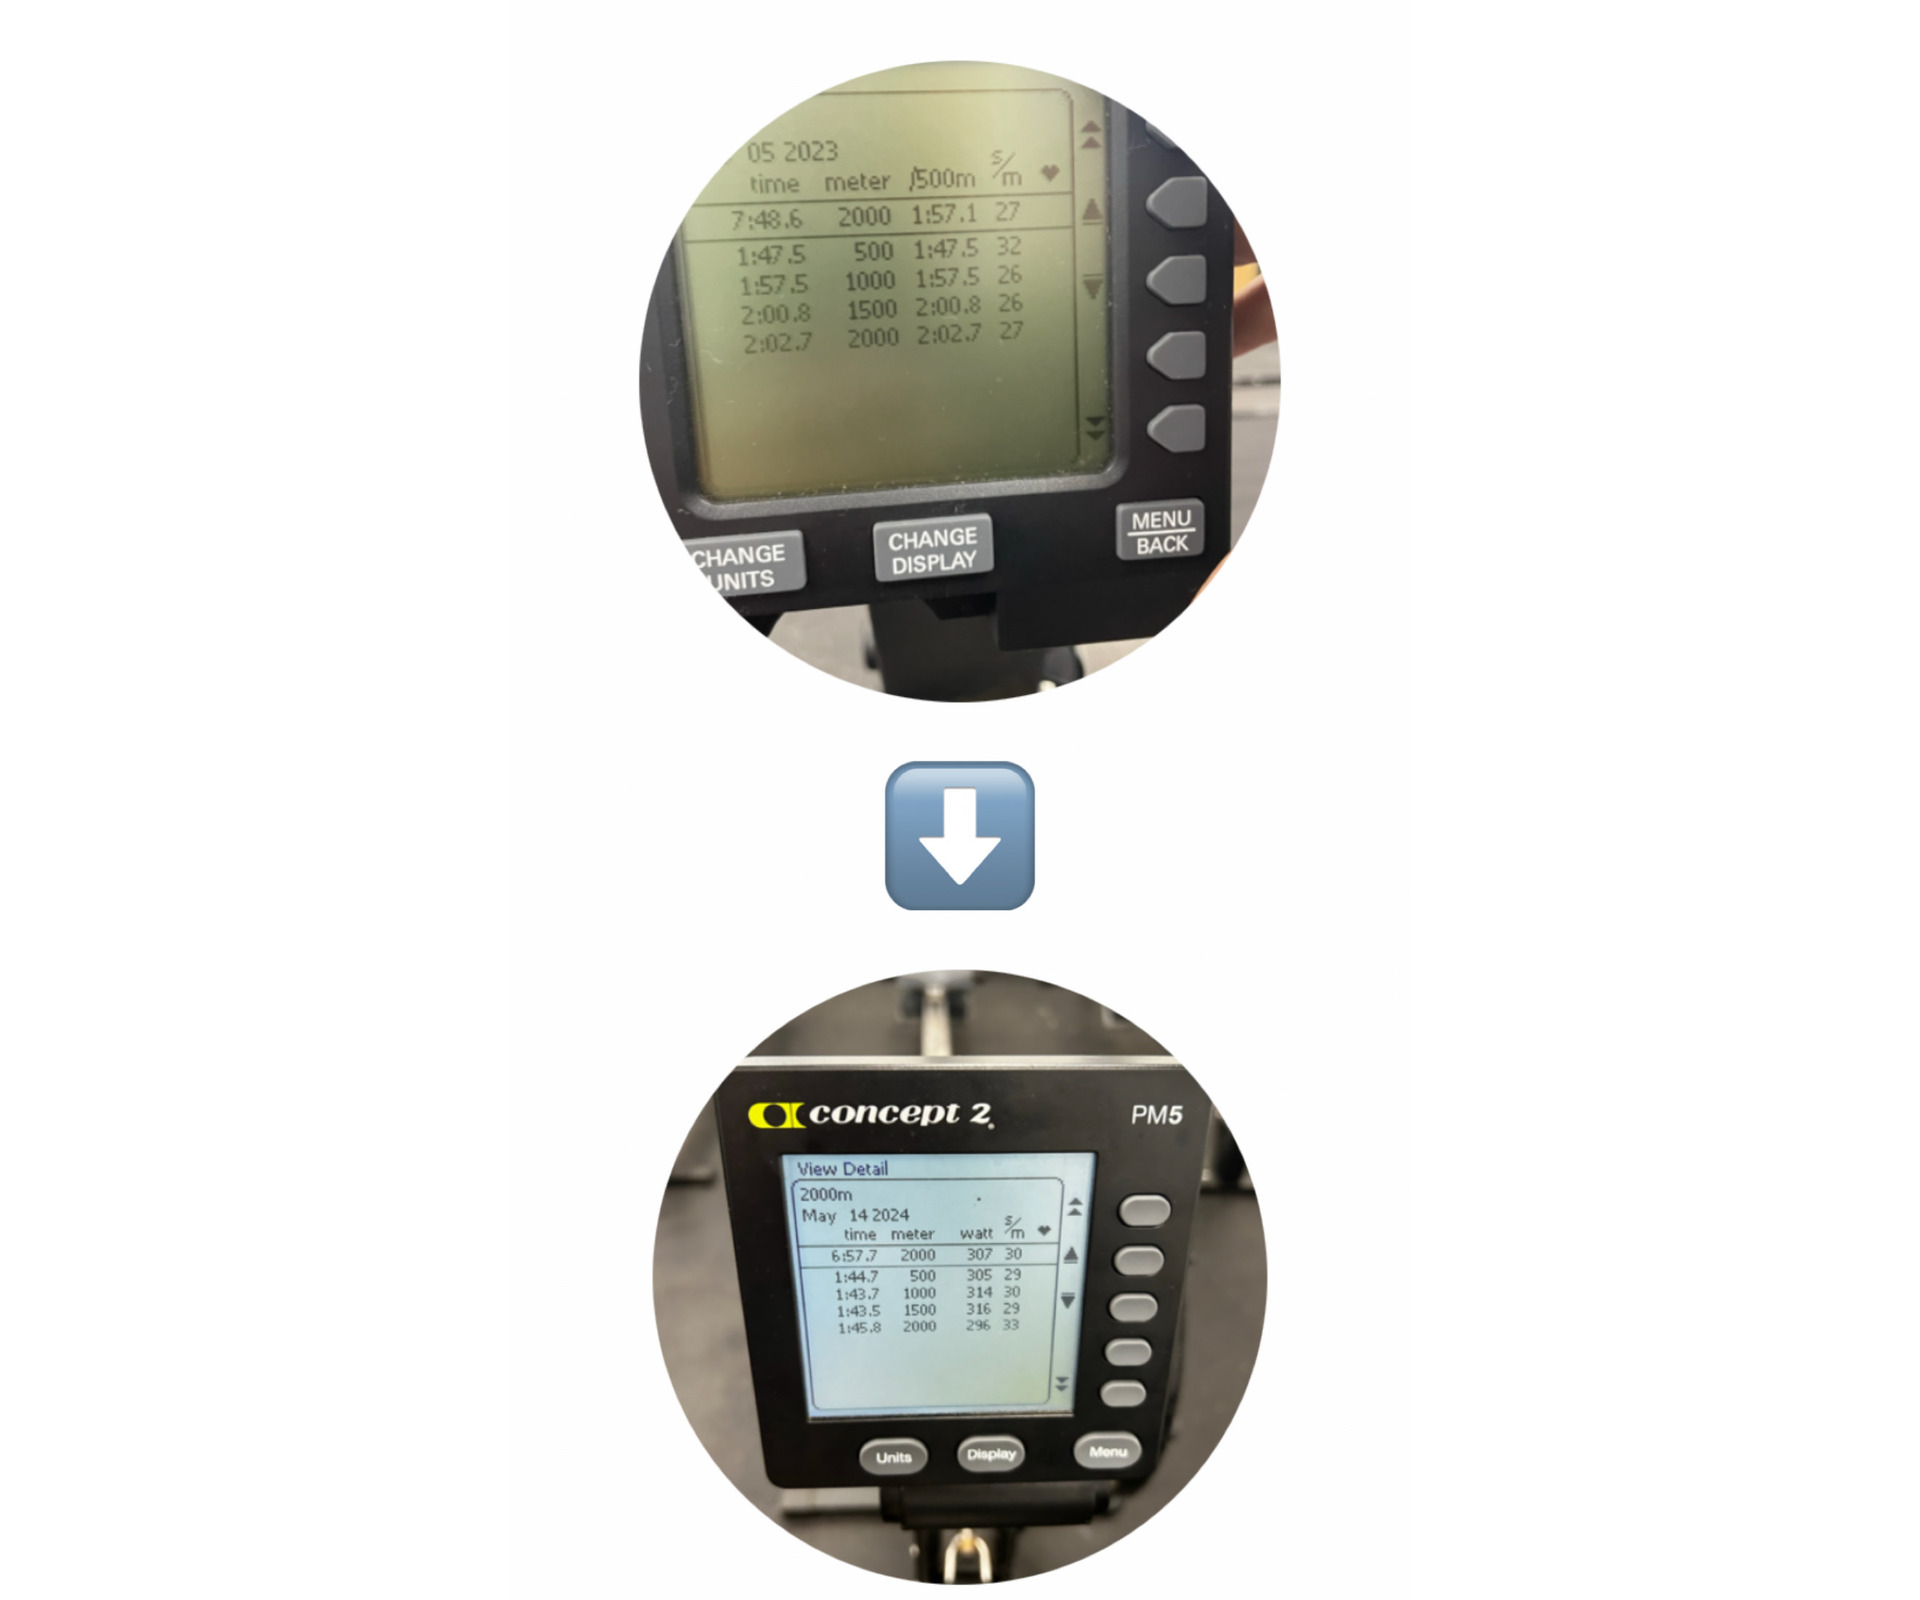 05 2023
time meter /500m s/m
7:48.6 2000 1:57.1 27
1:47.5 500 1:47.5 32
1:57.5 1000 1:57.5 26
2:00.8 1500 2:00.8 26
2:02.7 2000 2:02.7 27
CHANGE UNITS
CHANGE DISPLAY
MENU
BACK
concept 2 PM5
View Detail
2000m
May 14 2024
time meter watt s/m
6:57.7 2000 307 30
1:44.7 500 305 29
1:43.7 1000 314 30
1:43.5 1500 316 29
1:45.8 2000 296 33
Units Display Menu